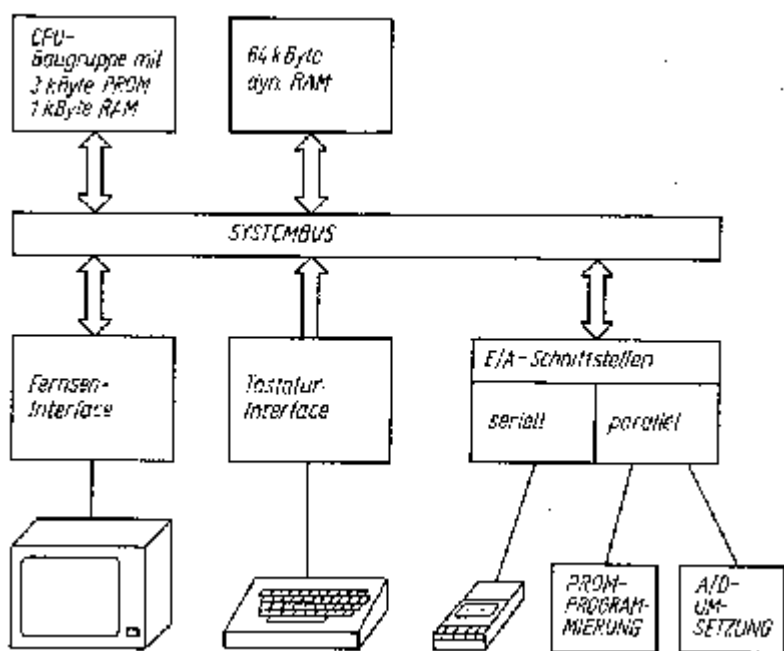 CPU-
Baugruppe mit
3 kByte PROM
1 kByte RAM
64 kByte
dyn. RAM
SYSTEMBUS
Fernseh-
Interface
Tastatur-
Interface
E/A-Schnittstellen
seriell
parallel
PROM-
PROGRAM-
MIERUNG
A/D-
UM-
SETZUNG